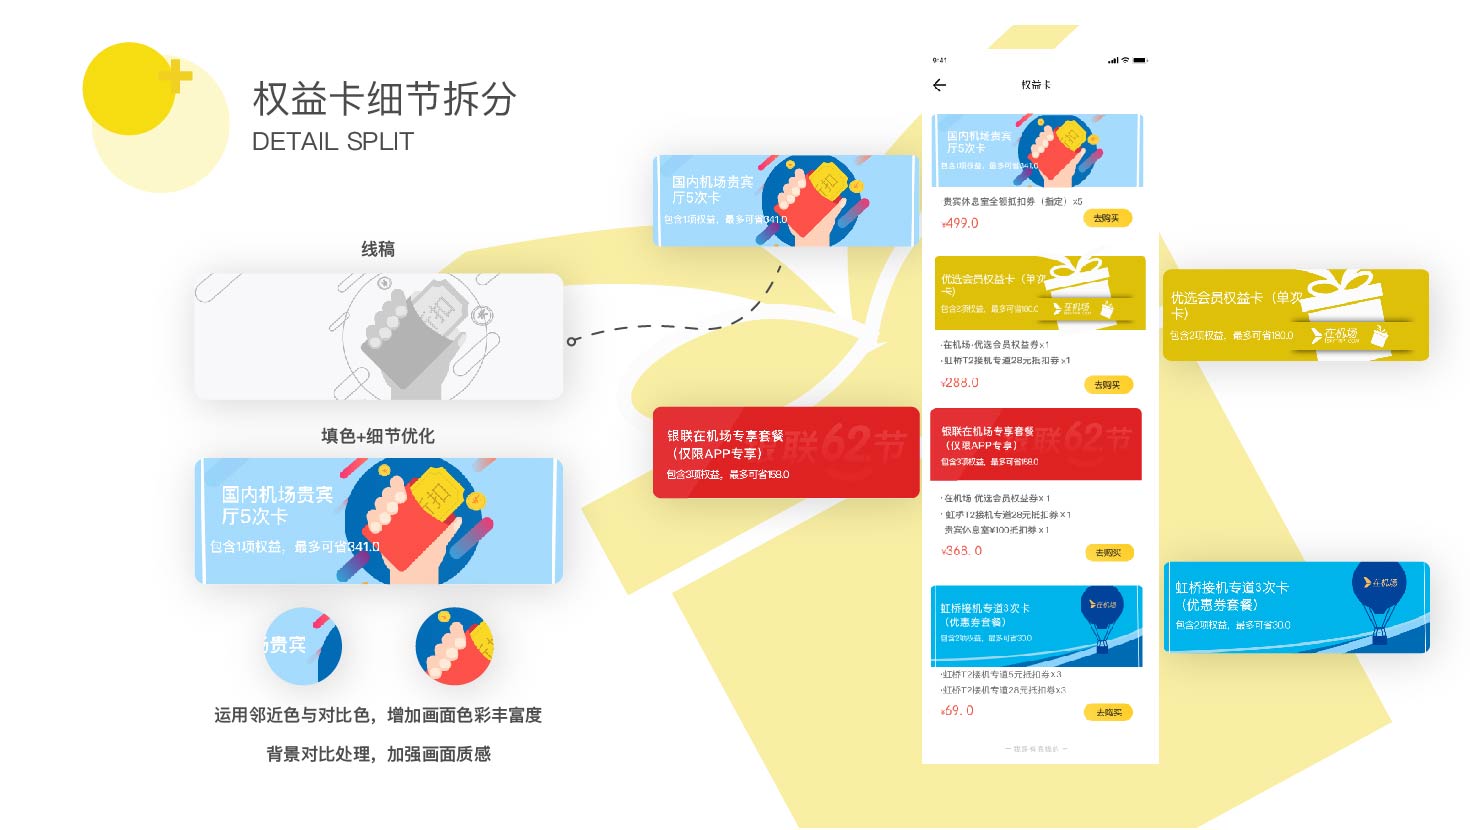 权益卡细节拆分
DETAIL SPLIT
线稿
扣
填色+细节优化
国内机场贵宾
厅5次卡
包含1项权益，最多可省341.0
扣
场贵宾
运用邻近色与对比色，增加画面色彩丰富度
背景对比处理，加强画面质感
国内机场贵宾
厅5次卡
包含1项权益，最多可省341.0
扣
银联在机场专享套餐
（仅限APP专享）
包含3项权益，最多可省158.0
联62节
9:41
权益卡
国内机场贵宾
厅5次卡
包含1项权益，最多可省341.0
扣
贵宾休息室全额抵扣券（指定）x5
¥499.0
去购买
优选会员权益卡（单次
卡)
包含2项权益，最多可省180.0
在机场
·在机场·优选会员权益券x1
·虹桥T2接机专道28元抵扣券x1
¥288.0
去购买
银联在机场专享套餐
（仅限APP专享）
包含3项权益，最多可省158.0
联62节
·在机场 优选会员权益券x1
·虹桥T2接机专道28元抵扣券x1
贵宾休息室¥100抵扣券x1
¥368.0
去购买
虹桥接机专道3次卡
（优惠券套餐）
包含2项权益，最多可省30.0
在机场
·虹桥T2接机专道5元抵扣券x3
·虹桥T2接机专道28元抵扣券x3
¥69.0
去购买
优选会员权益卡（单次
卡)
包含2项权益，最多可省180.0
在机场
虹桥接机专道3次卡
（优惠券套餐）
包含2项权益，最多可省30.0
在机场